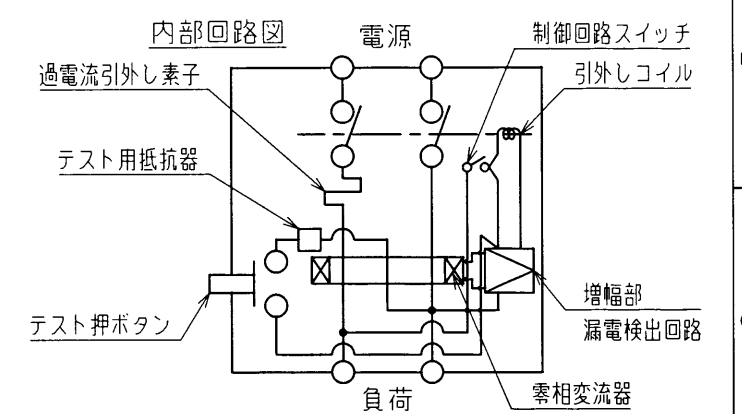 内部回路図
電源
制御回路スイッチ
過電流引外し素子
引外しコイル
テスト用抵抗器
増幅部
漏電検出回路
テスト押ボタン
負荷
零相変流器